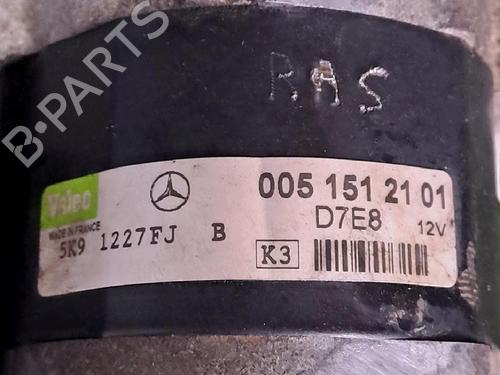 RAS
Valeo
005 151 21 01
MADE IN FRANCE
D7E8
12V
5K9 1227FJ B
K3
B-PARTS